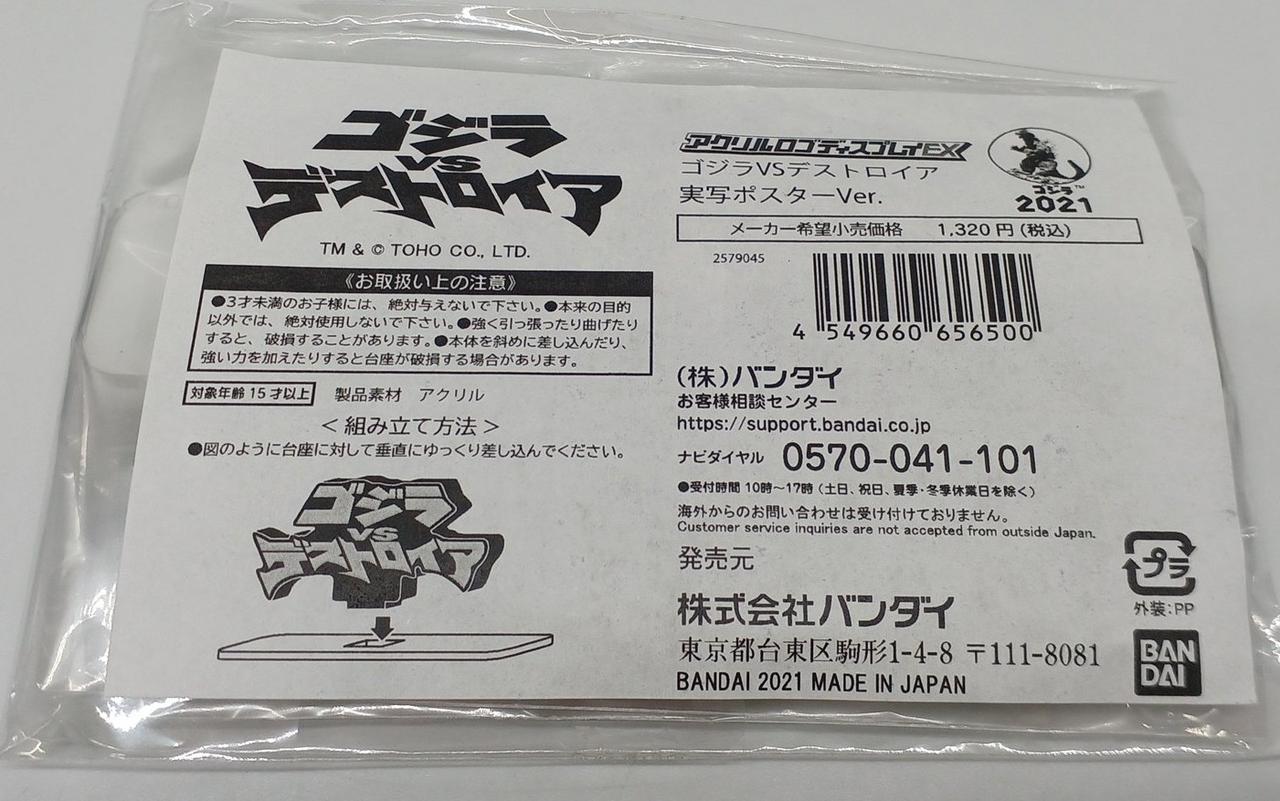 ゴジラ
VS
デストロイア
TM & © TOHO CO., LTD.
《お取扱い上の注意》
●3才未満のお子様には、絶対与えないで下さい。●本来の目的
以外では、絶対使用しないで下さい。●強く引っ張ったり曲げたり
すると、破損することがあります。●本体を斜めに差し込んだり、
強い力を加えたりすると台座が破損する場合があります。
対象年齢 15才以上 製品素材 アクリル
＜組み立て方法＞
●図のように台座に対して垂直にゆっくり差し込んでください。
ゴジラ
VS
デストロイア
アクリルロゴディスプレイEX
ゴジラVSデストロイア
実写ポスターVer.
ゴジラ™
2021
メーカー希望小売価格 1,320円(税込)
2579045
4 549660 656500
(株)バンダイ
お客様相談センター
https://support.bandai.co.jp
ナビダイヤル 0570-041-101
●受付時間 10時～17時(土日、祝日、夏季・冬季休業日を除く)
海外からのお問い合わせは受け付けておりません。
Customer service inquiries are not accepted from outside Japan.
発売元
株式会社バンダイ
東京都台東区駒形1-4-8 〒111-8081
BANDAI 2021 MADE IN JAPAN
プラ
外装:PP
BAN
DAI